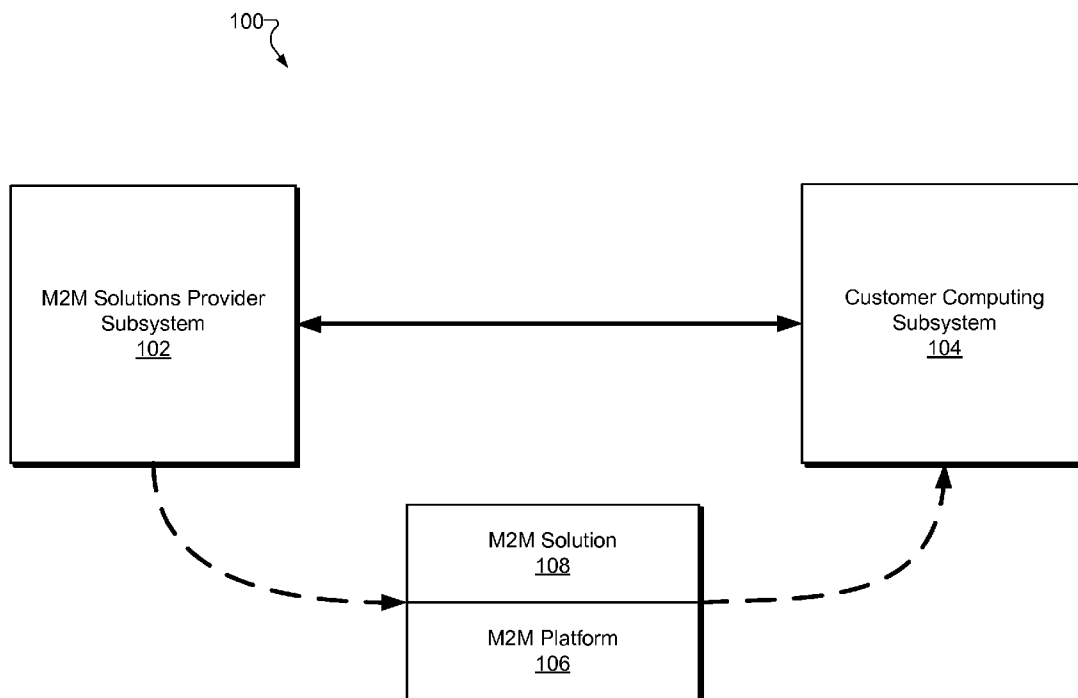 100
M2M Solutions Provider
Subsystem
102
Customer Computing
Subsystem
104
M2M Solution
108
M2M Platform
106